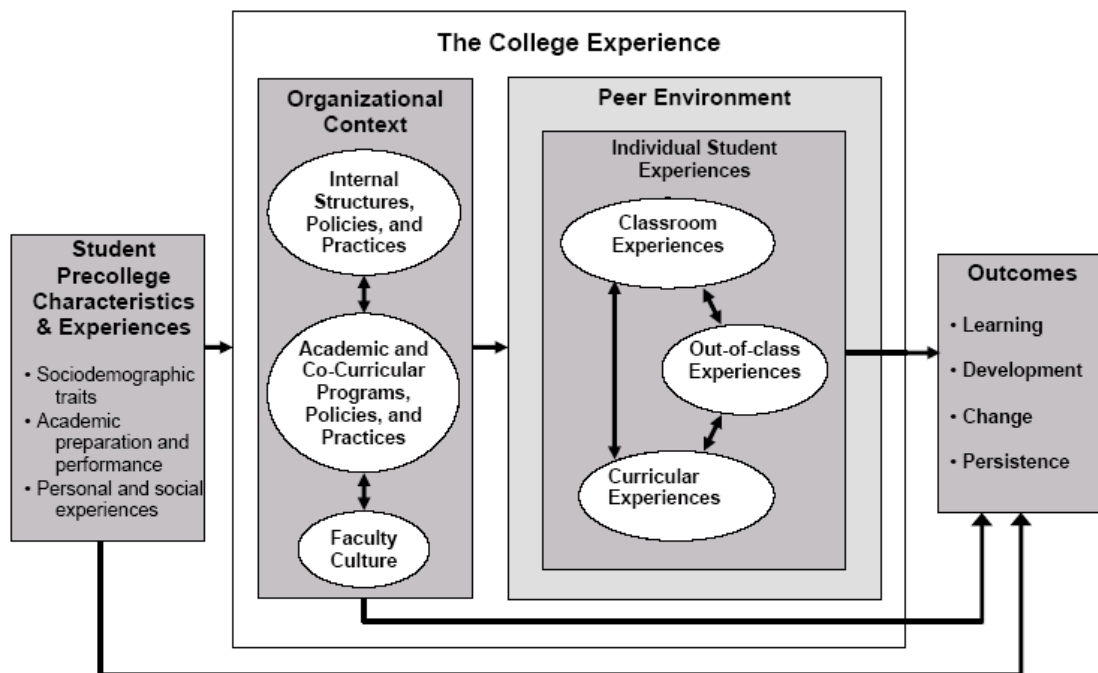 The College Experience
Student
Precollege
Characteristics
& Experiences
• Sociodemographic
traits
• Academic
preparation and
performance
• Personal and social
experiences
Organizational
Context
Internal
Structures,
Policies, and
Practices
Academic and
Co-Curricular
Programs,
Policies, and
Practices
Faculty
Culture
Peer Environment
Individual Student
Experiences
Classroom
Experiences
Out-of-class
Experiences
Curricular
Experiences
Outcomes
• Learning
• Development
• Change
• Persistence